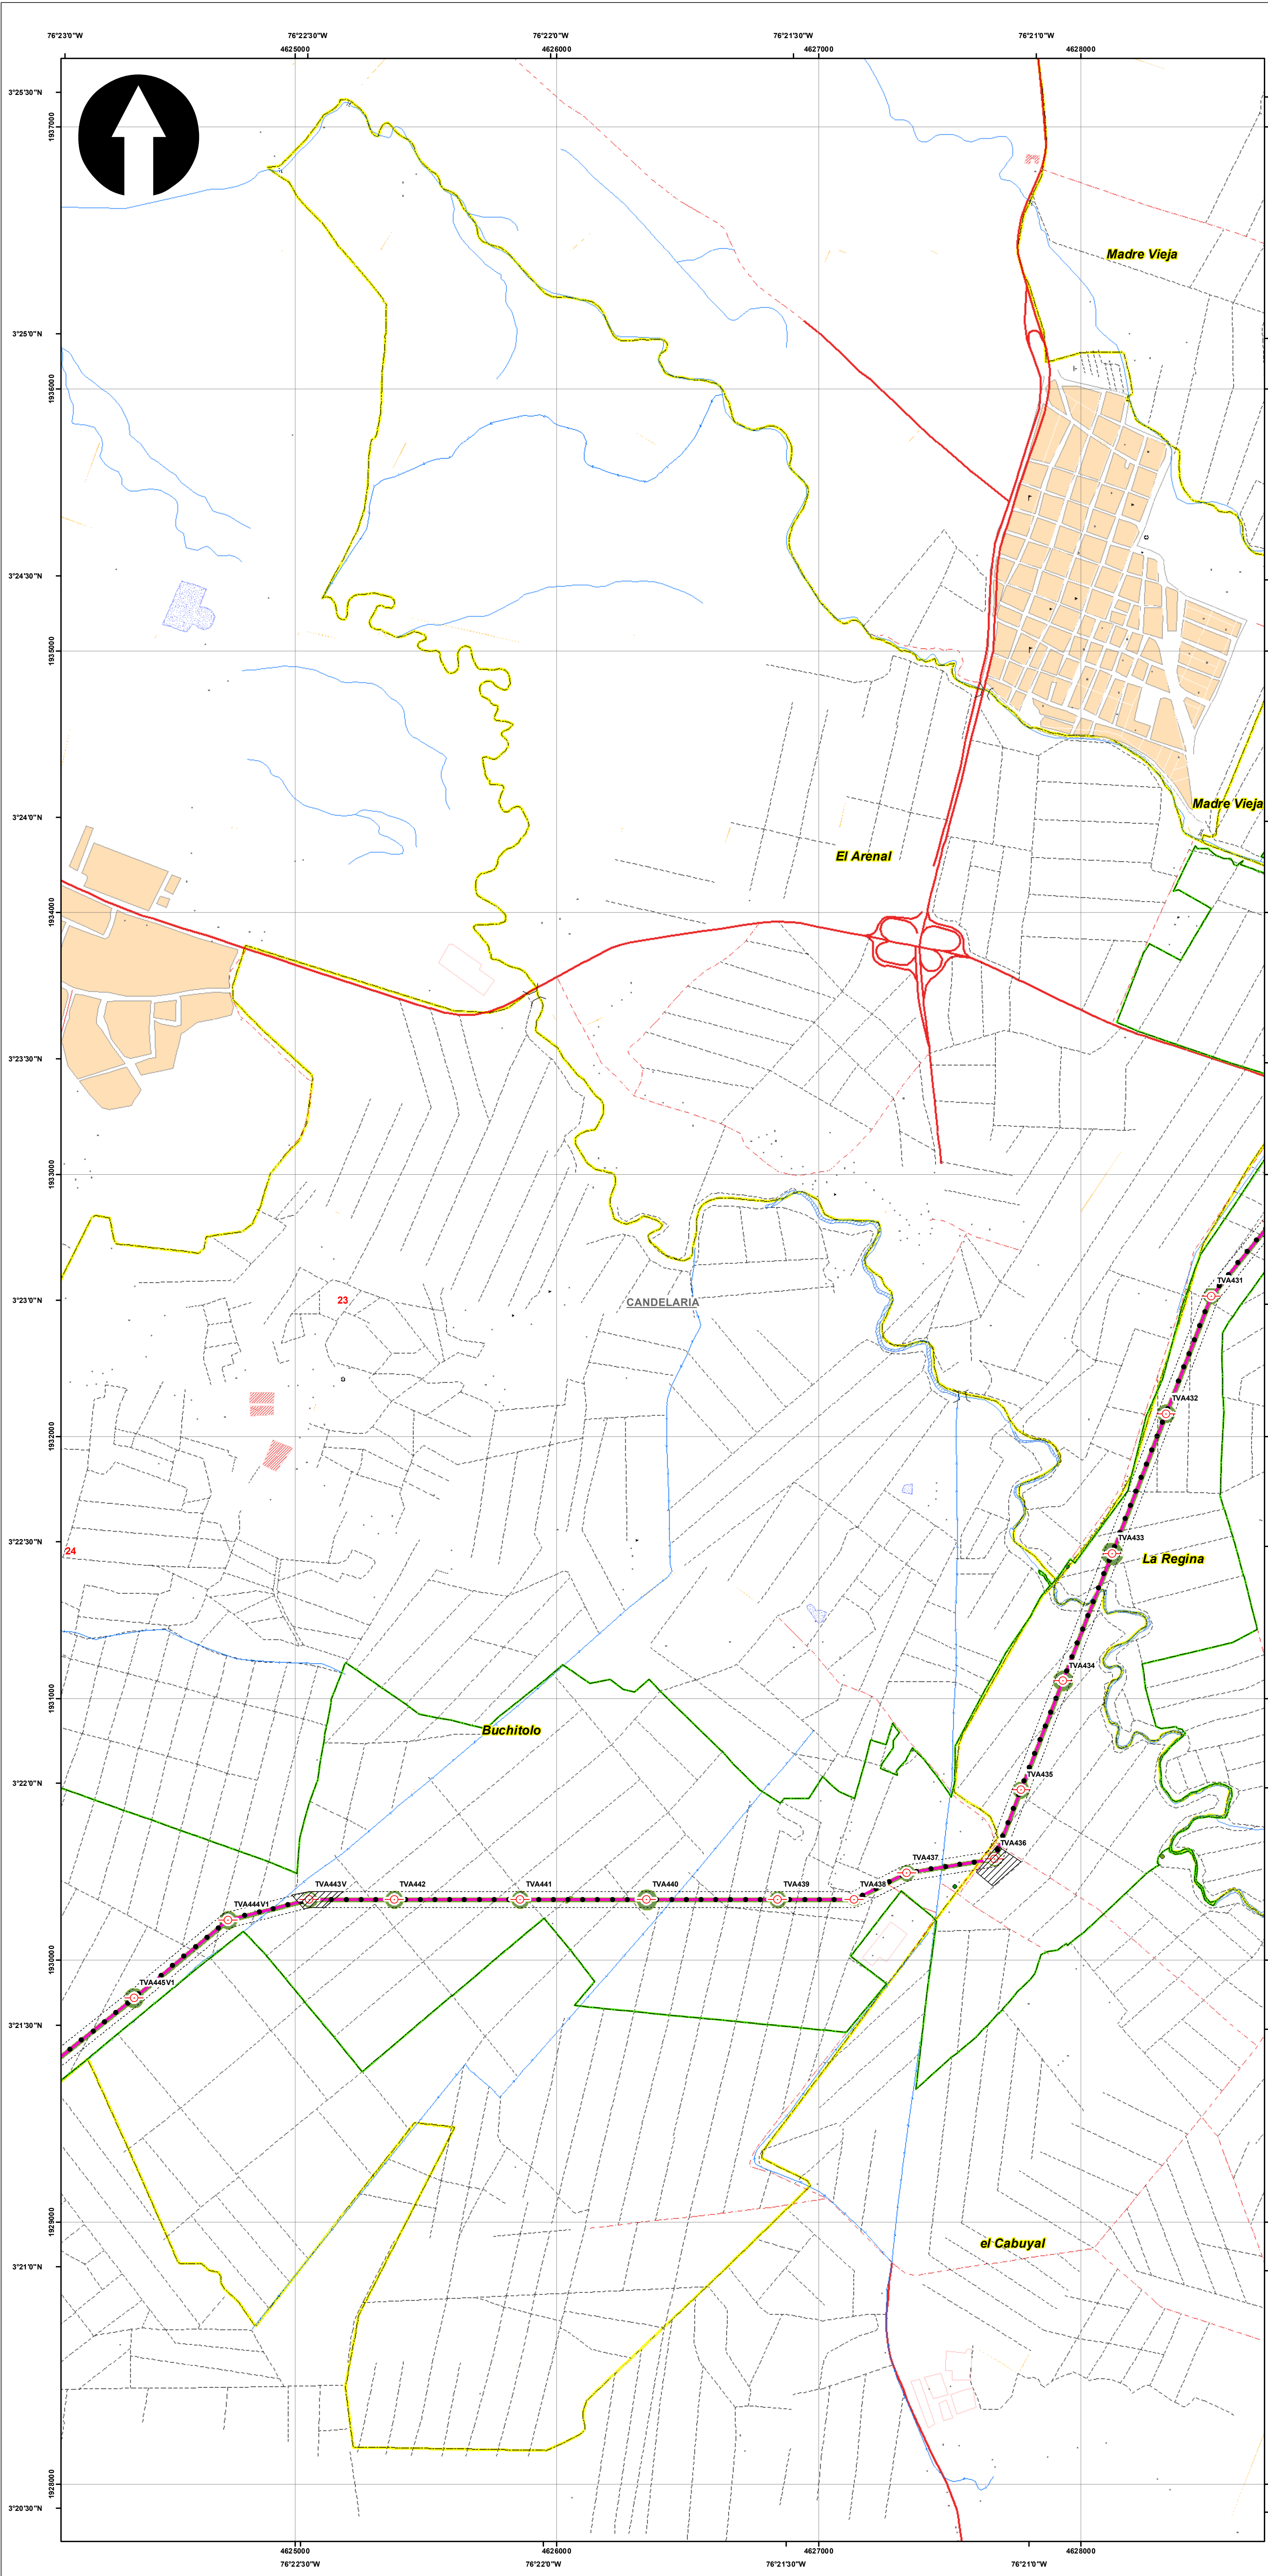 76°23'0"W 76°22'30"W 76°22'0"W 76°21'30"W 76°21'0"W
4625000 4626000 4627000 4628000
3°25'30"N
1937000
Madre Vieja
3°25'0"N
1936000
3°24'30"N
1935000
3°24'0"N
Madre Vieja
El Arenal
1934000
3°23'30"N
1933000
3°23'0"N
23
CANDELARIA
TVA431
TVA432
1932000
3°22'30"N
24
TVA433
La Regina
TVA434
1931000
Buchitolo
3°22'0"N
TVA435
TVA436
TVA437
TVA443V
TVA442
TVA441
TVA440
TVA439
TVA438
TVA444V1
1930000
TVA445V1
3°21'30"N
1929000
el Cabuyal
3°21'0"N
1928000
3°20'30"N
4625000 4626000 4627000 4628000
76°22'30"W 76°22'0"W 76°21'30"W 76°21'0"W